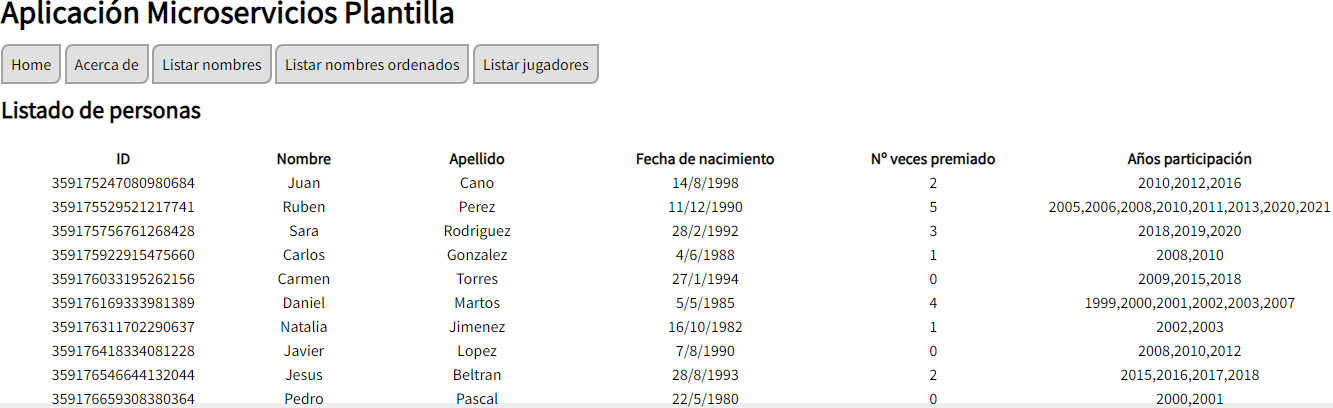 Aplicación Microservicios Plantilla
Home Acerca de Listar nombres Listar nombres ordenados Listar jugadores
Listado de personas
ID Nombre Apellido Fecha de nacimiento Nº veces premiado Años participación
359175247080980684 Juan Cano 14/8/1998 2 2010,2012,2016
359175529521217741 Ruben Perez 11/12/1990 5 2005,2006,2008,2010,2011,2013,2020,2021
359175756761268428 Sara Rodriguez 28/2/1992 3 2018,2019,2020
359175922915475660 Carlos Gonzalez 4/6/1988 1 2008,2010
359176033195262156 Carmen Torres 27/1/1994 0 2009,2015,2018
359176169333981389 Daniel Martos 5/5/1985 4 1999,2000,2001,2002,2003,2007
359176311702290637 Natalia Jimenez 16/10/1982 1 2002,2003
359176418334081228 Javier Lopez 7/8/1990 0 2008,2010,2012
359176546644132044 Jesus Beltran 28/8/1993 2 2015,2016,2017,2018
359176659308380364 Pedro Pascal 22/5/1980 0 2000,2001